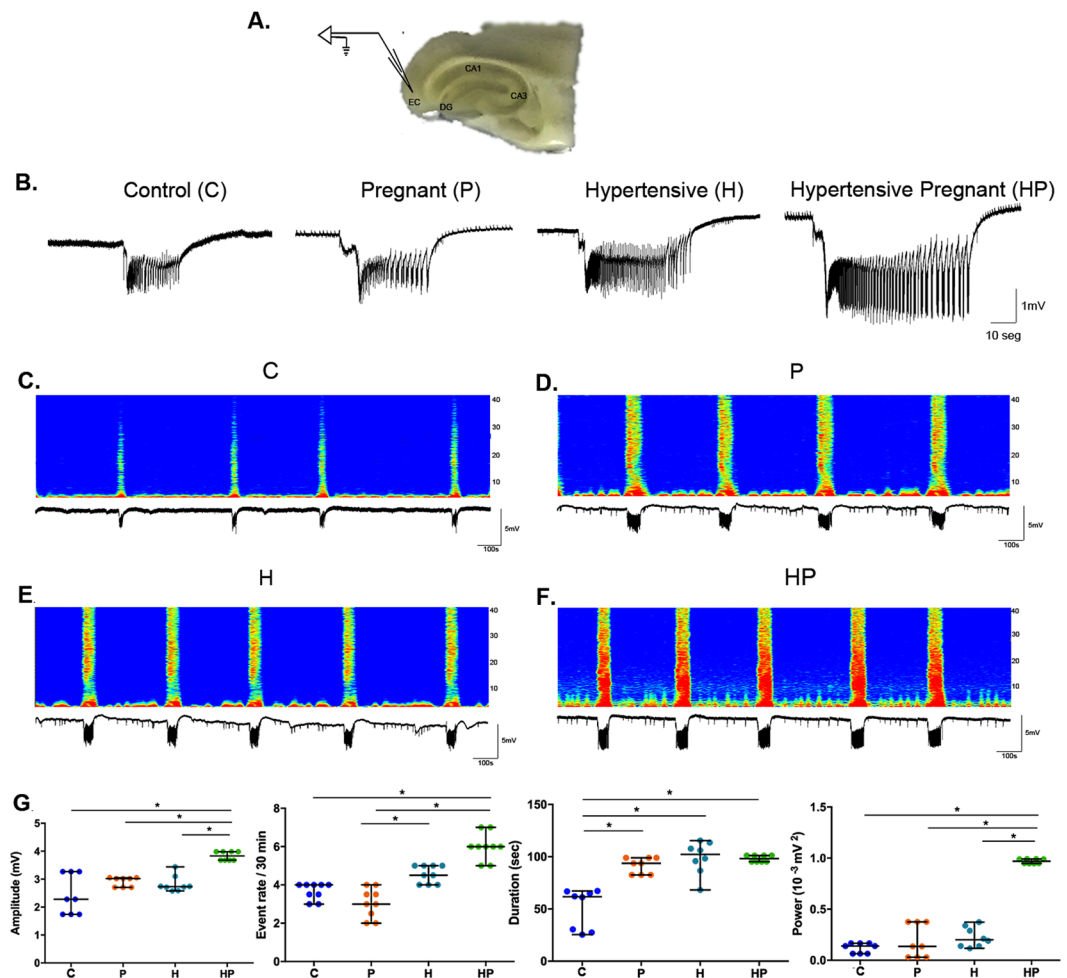 A.
CA1
CA3
EC
DG
B.
Control (C)
Pregnant (P)
Hypertensive (H)
Hypertensive Pregnant (HP)
1mV
10 seg
C.
C
40
30
20
10
5mV
100s
D.
P
40
30
20
10
5mV
100s
E.
H
40
30
20
10
5mV
100s
F.
HP
40
30
20
10
5mV
100s
G
Amplitude (mV)
5
4
3
2
1
0
* * *
C P H HP
Event rate / 30 min
8
6
4
2
0
* * *
C P H HP
Duration (sec)
150
100
50
0
* * *
C P H HP
Power (10 -3 mV 2)
1.5
1.0
0.5
0.0
* * *
C P H HP